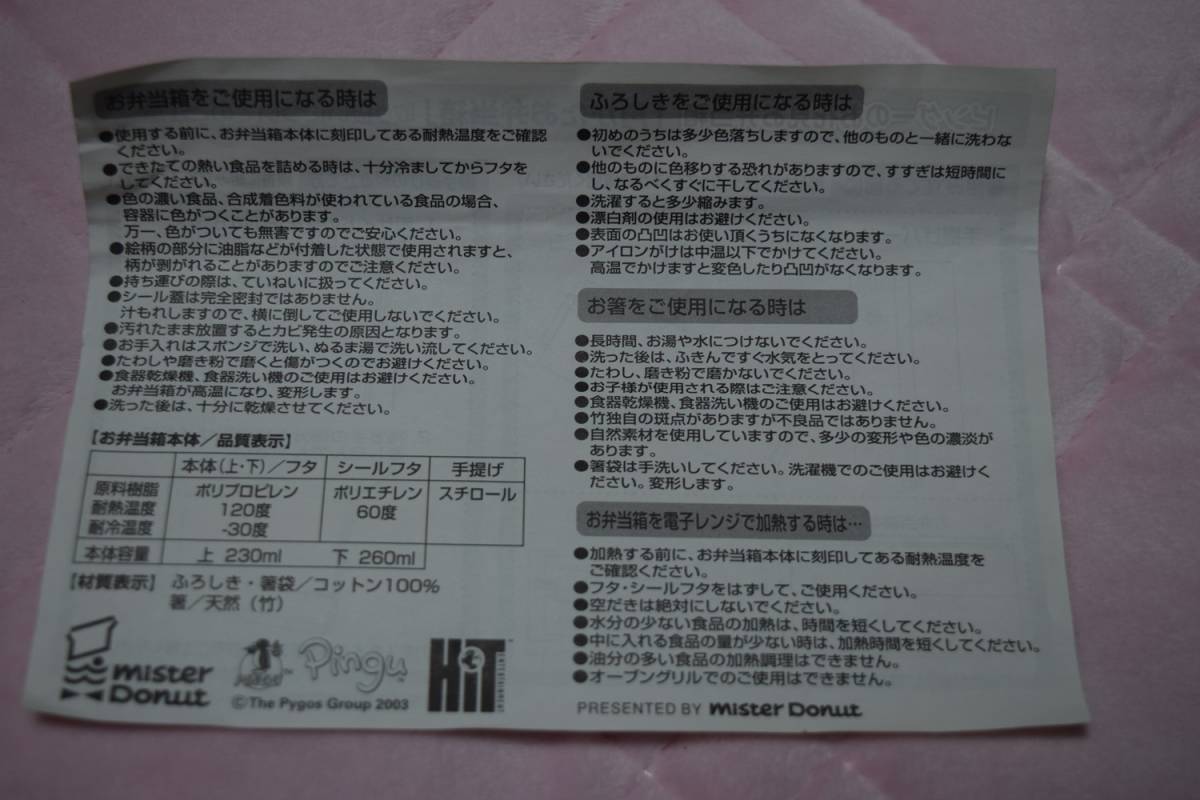 お弁当箱をご使用になる時は
●使用する前に、お弁当箱本体に刻印してある耐熱温度をご確認
ください。
●できたての熱い食品を詰める時は、十分冷ましてからフタを
してください。
●色の濃い食品、合成着色料が使われている食品の場合、
容器に色がつくことがあります。
万一、色がついても無害ですのでご安心ください。
●絵柄の部分に油脂などが付着した状態で使用されますと、
柄が剥がれることがありますのでご注意ください。
●持ち運びの際は、ていねいに扱ってください。
●シール蓋は完全密封ではありません。
汁もれしますので、横に倒してご使用しないでください。
●汚れたまま放置するとカビ発生の原因となります。
●お手入れはスポンジで洗い、ぬるま湯で洗い流してください。
●たわしや磨き粉で磨くと傷がつくのでお避けください。
●食器乾燥機、食器洗い機のご使用はお避けください。
お弁当箱が高温になり、変形します。
●洗った後は、十分に乾燥させてください。
【お弁当箱本体/品質表示】
本体(上・下)/フタ シールフタ 手提げ
原料樹脂 ポリプロピレン ポリエチレン スチロール
耐熱温度 120度 60度
耐冷温度 -30度
本体容量 上 230ml 下 260ml
【材質表示】 ふろしき・箸袋/コットン100%
箸/天然(竹)
mister Donut
Pingu
HiT ENTERTAINMENT
©The Pygos Group 2003
ふろしきをご使用になる時は
●初めのうちは多少色落ちしますので、他のものと一緒に洗わな
いでください。
●他のものに色移りする恐れがありますので、すすぎは短時間に
し、なるべくすぐに干してください。
●洗濯すると多少縮みます。
●漂白剤の使用はお避けください。
●表面の凸凹はお使い頂くうちになくなります。
●アイロンがけは中温以下でかけてください。
高温でかけますと変色したり凸凹がなくなります。
お箸をご使用になる時は
●長時間、お湯や水につけないでください。
●洗った後は、ふきんですぐ水気をとってください。
●たわし、磨き粉で磨かないでください。
●お子様が使用される際はご注意ください。
●食器乾燥機、食器洗い機のご使用はお避けください。
●竹独自の斑点がありますが不良品ではありません。
●自然素材を使用していますので、多少の変形や色の濃淡が
あります。
●箸袋は手洗いしてください。洗濯機でのご使用はお避けく
ださい。変形します。
お弁当箱を電子レンジで加熱する時は…
●加熱する前に、お弁当箱本体に刻印してある耐熱温度を
ご確認ください。
●フタ・シールフタをはずして、ご使用ください。
●空だきは絶対にしないでください。
●水分の少ない食品の加熱は、時間を短くしてください。
●中に入れる食品の量が少ない時は、加熱時間を短くしてください。
●油分の多い食品の加熱調理はできません。
●オーブングリルでのご使用はできません。
PRESENTED BY mister Donut